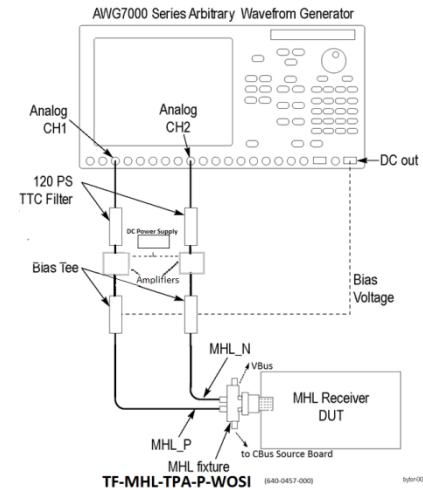 AWG7000 Series Arbitrary Wavefrom Generator
Analog
CH1
Analog
CH2
DC out
120 PS
TTC Filter
DC Power Supply
Bias Tee
Amplifiers
Bias
Voltage
MHL_N
VBus
MHL Receiver
DUT
MHL_P
to CBus Source Board
MHL fixture
TF-MHL-TPA-P-WOSI (640-0457-000)